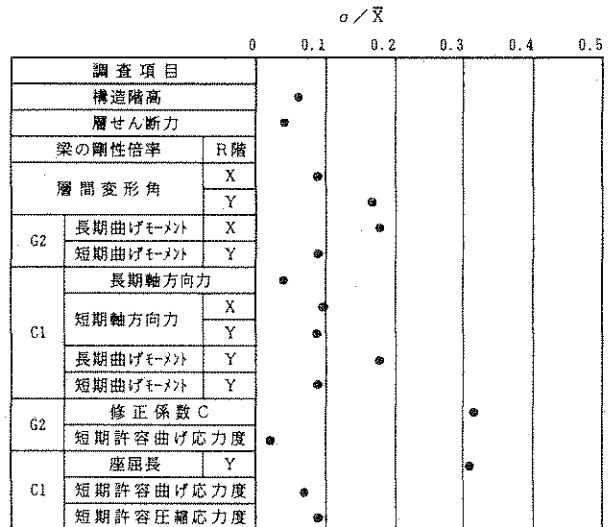 σ／X̄
0 0.1 0.2 0.3 0.4 0.5
調査項目
構造階高
層せん断力
梁の剛性倍率 R階
層間変形角 X
Y
G2 長期曲げモーメント X
短期曲げモーメント Y
C1 長期軸方向力
短期軸方向力 X
Y
長期曲げモーメント Y
短期曲げモーメント Y
G2 修正係数C
短期許容曲げ応力度
C1 座屈長 Y
短期許容曲げ応力度
短期許容圧縮応力度